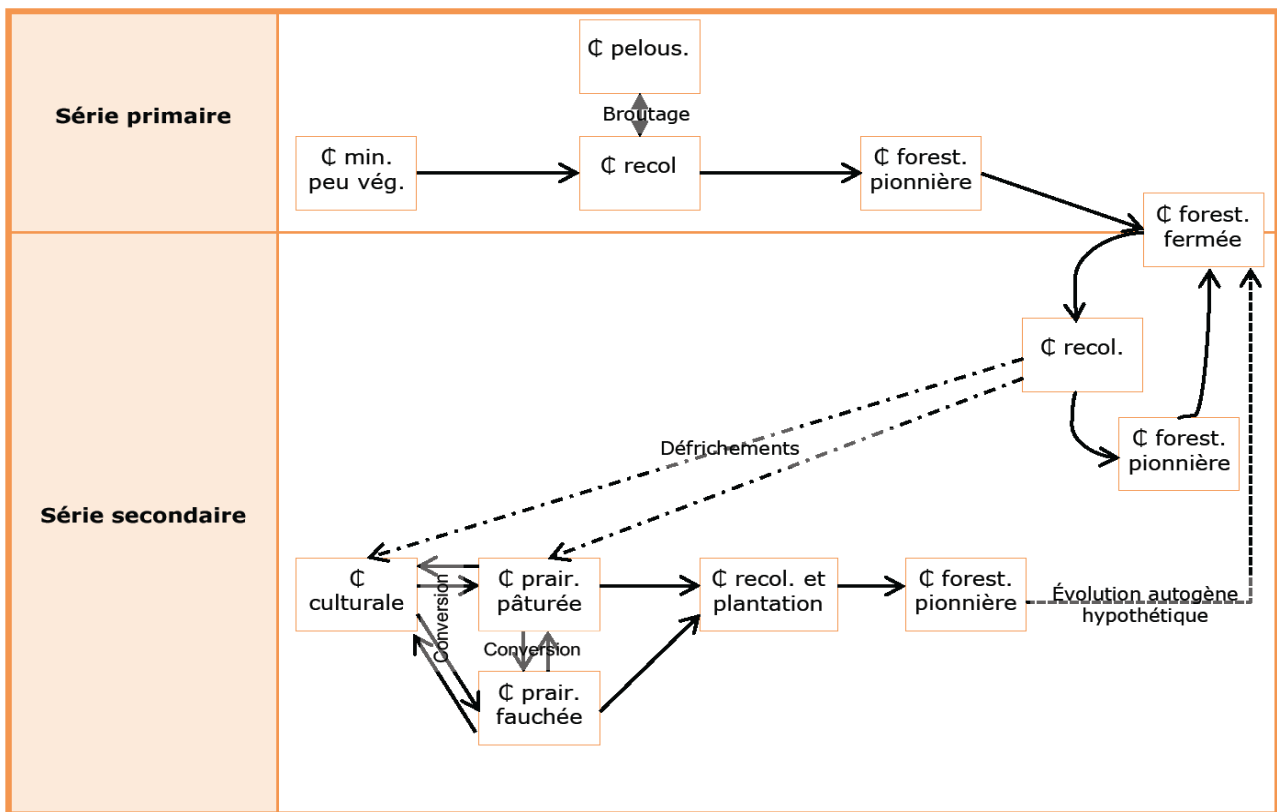 Série primaire
₵ pelous.
Broutage
₵ min.
peu vég.
₵ recol
₵ forest.
pionnière
₵ forest.
fermée
Série secondaire
₵ recol.
₵ forest.
pionnière
Défrichements
₵
culturale
Conversion
₵ prair.
pâturée
Conversion
₵ prair.
fauchée
₵ recol. et
plantation
₵ forest.
pionnière
Évolution autogène
hypothétique